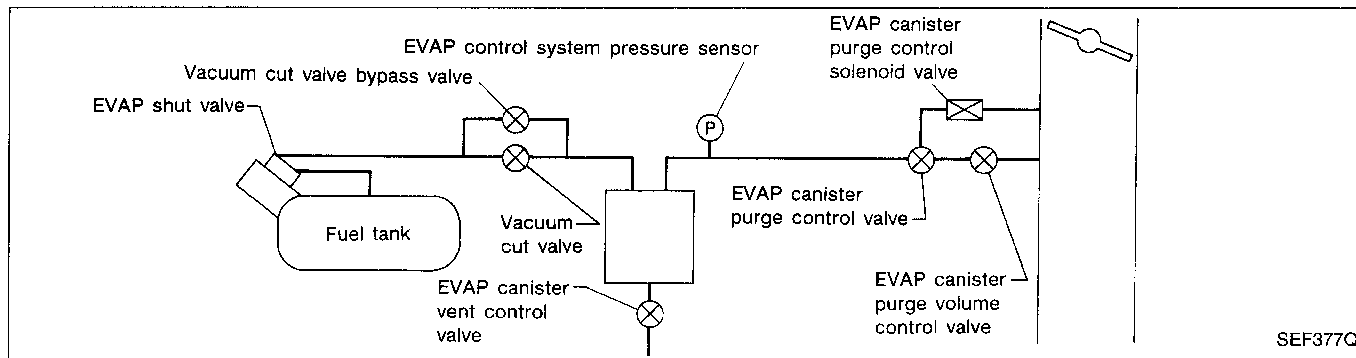 EVAP control system pressure sensor
Vacuum cut valve bypass valve
EVAP shut valve
Fuel tank
Vacuum
cut valve
EVAP canister
vent control
valve
P
EVAP canister
purge control
solenoid valve
EVAP canister
purge control valve
EVAP canister
purge volume
control valve
SEF377Q